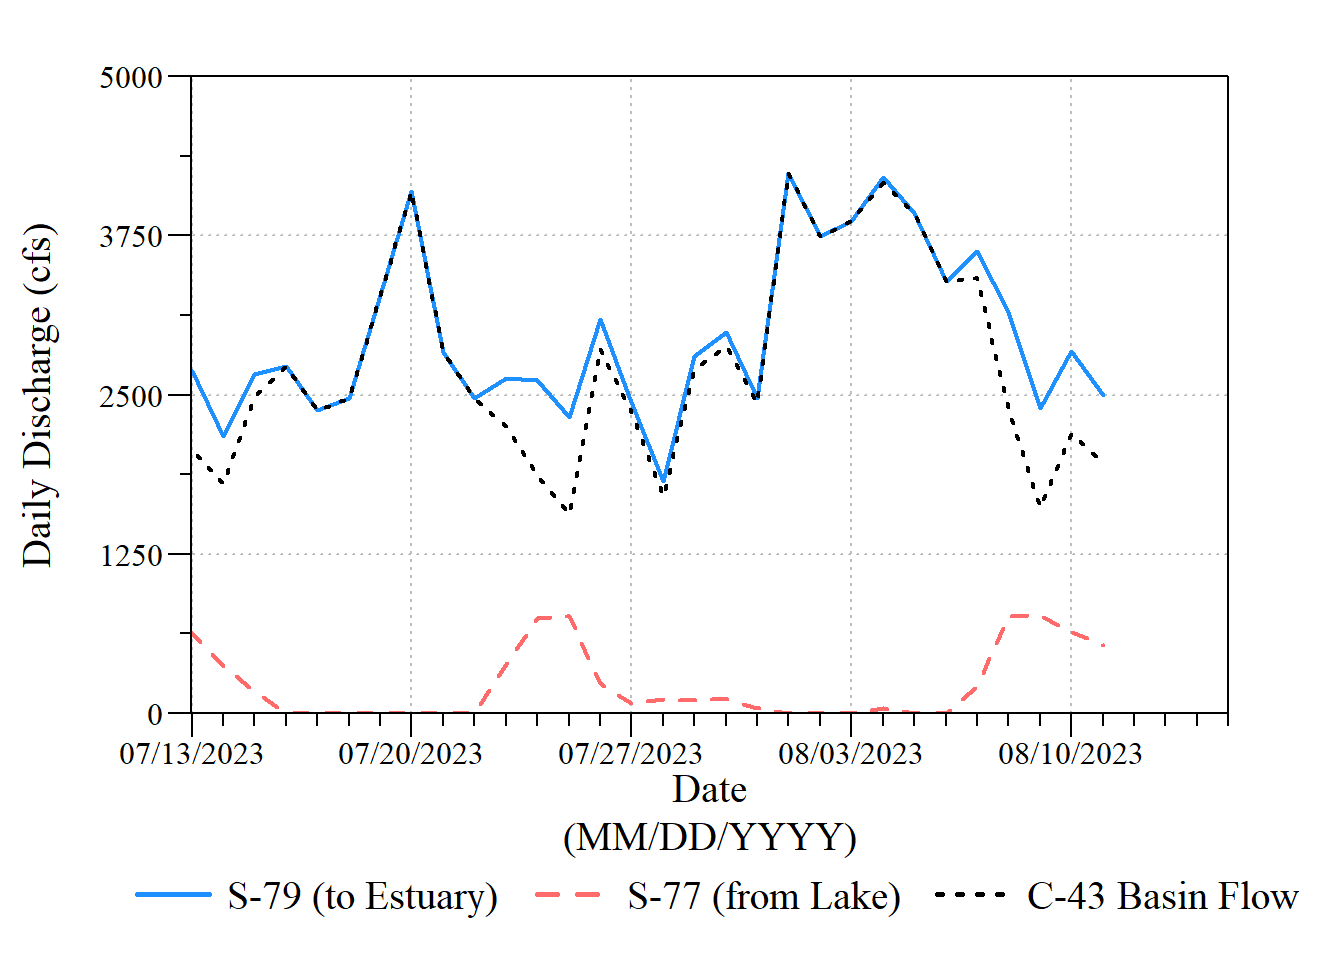 5000
3750
2500
1250
0
Daily Discharge (cfs)
07/13/2023 07/20/2023 07/27/2023 08/03/2023 08/10/2023
Date
(MM/DD/YYYY)
S-79 (to Estuary) S-77 (from Lake) C-43 Basin Flow